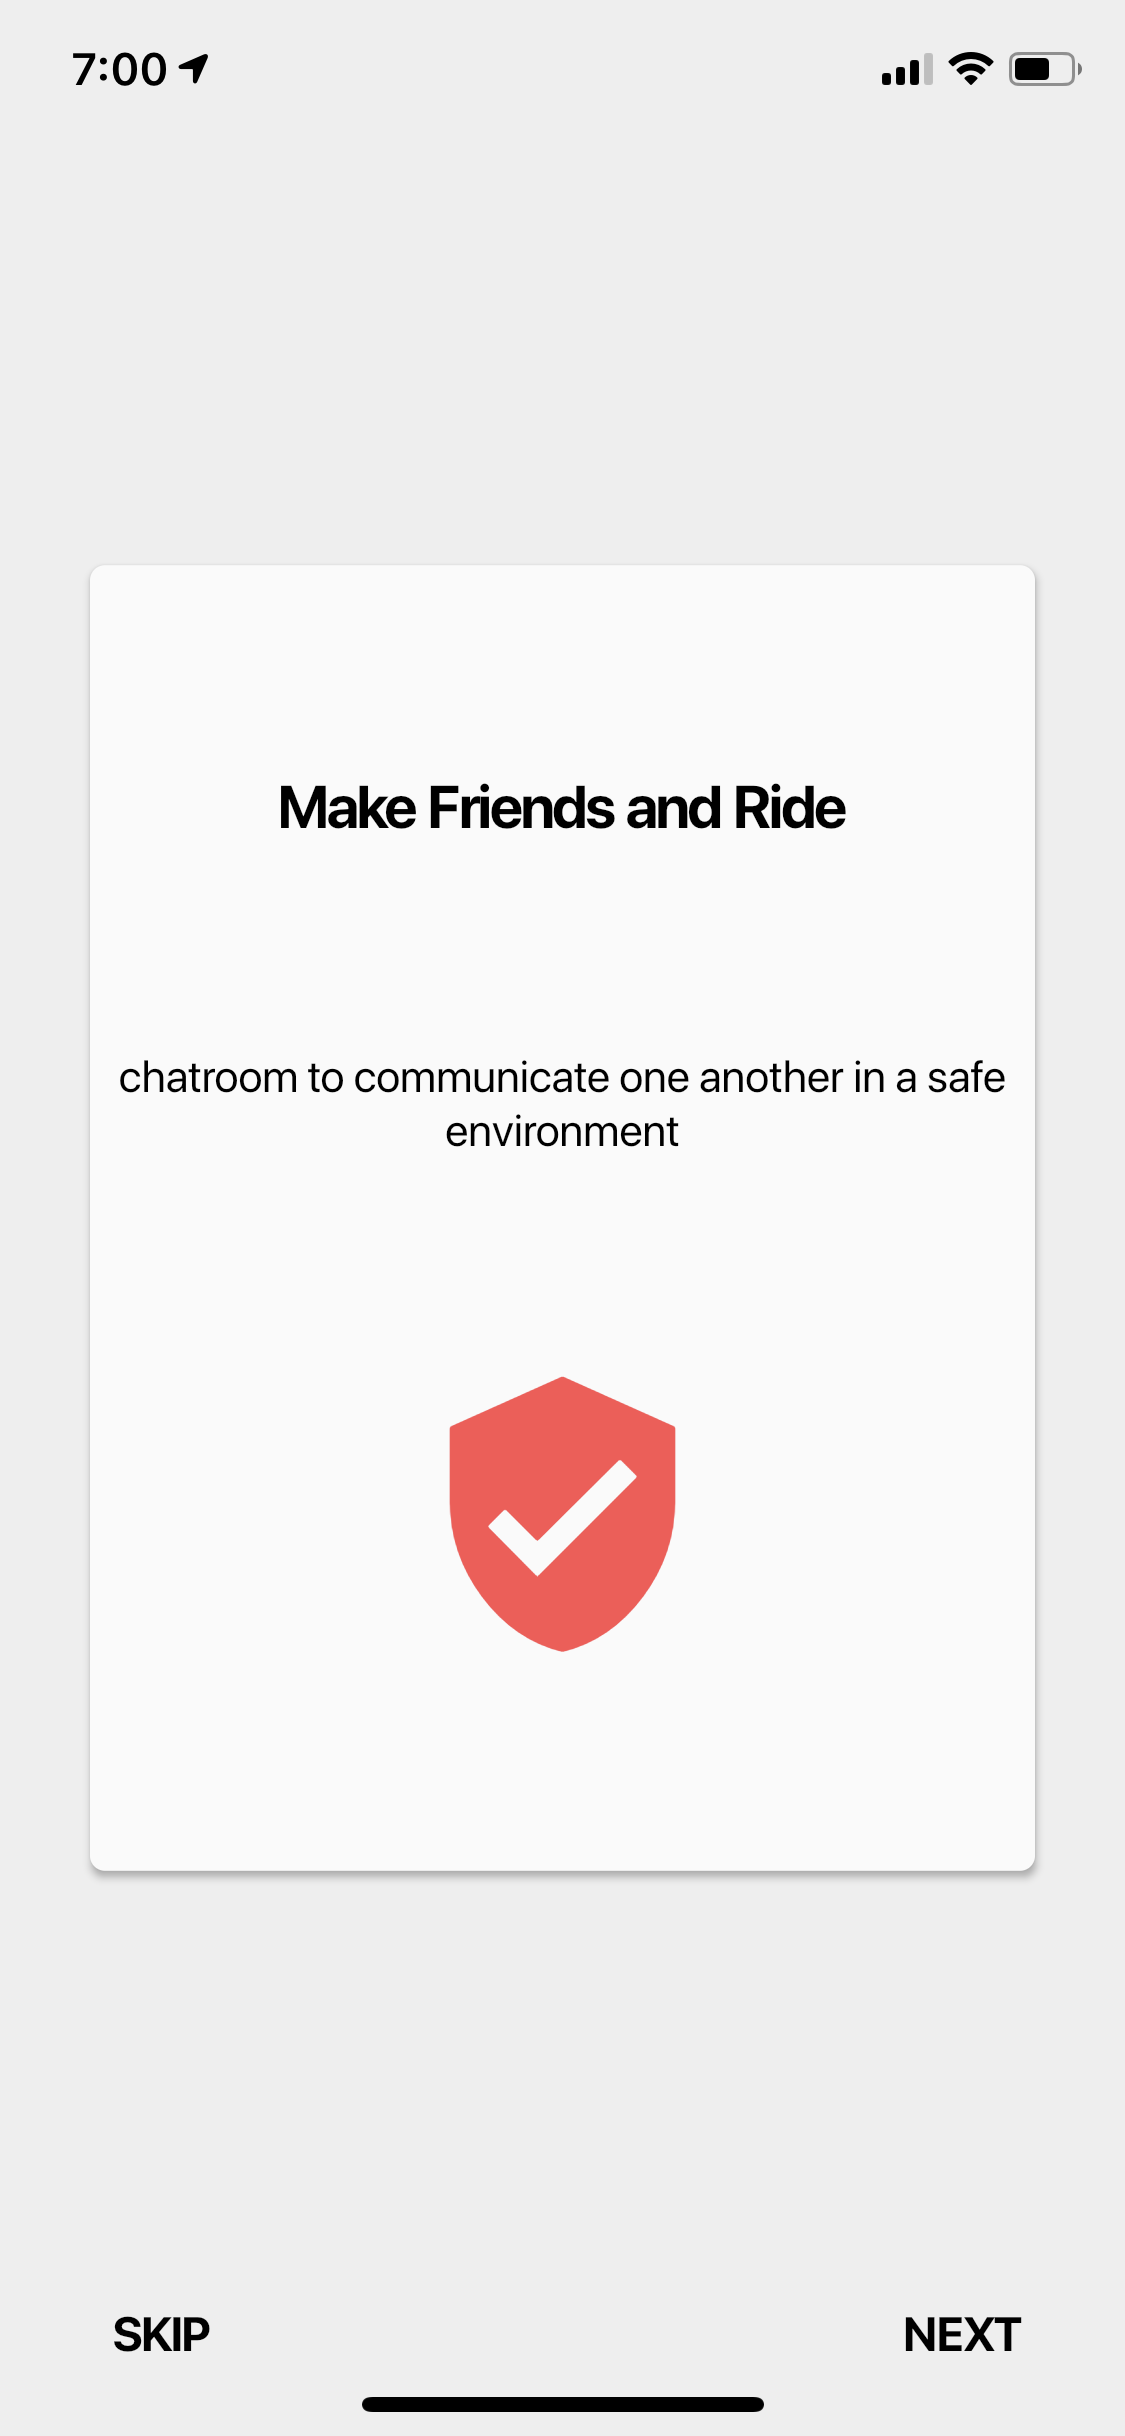 7:00
Make Friends and Ride
chatroom to communicate one another in a safe
environment
SKIP
NEXT